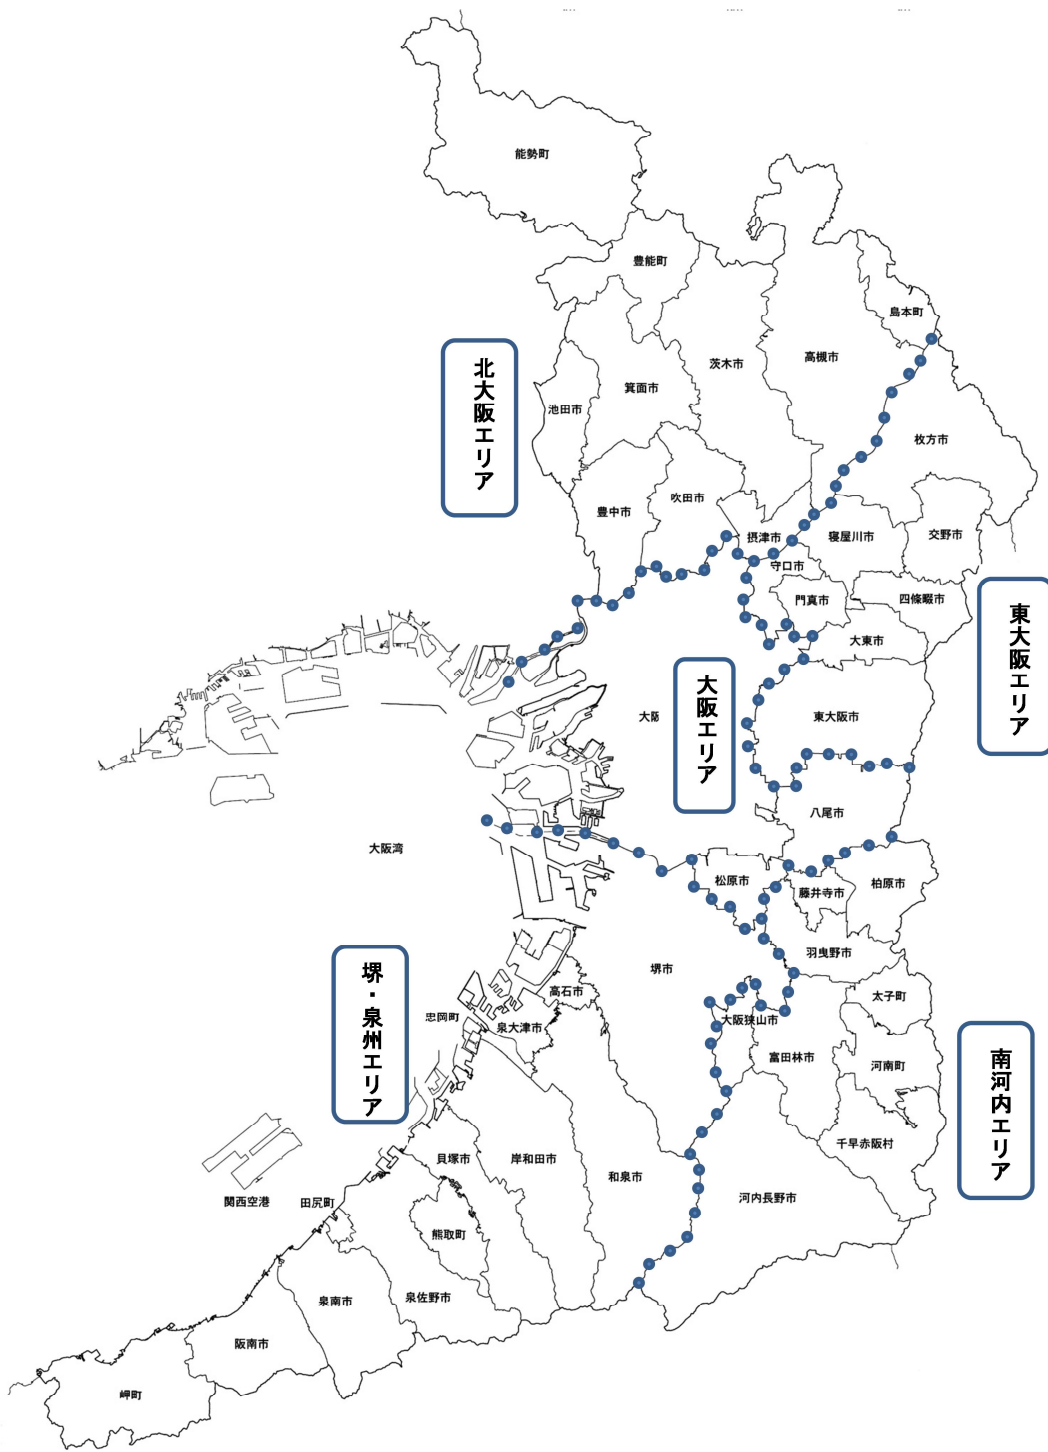 能勢町
豊能町
島本町
高槻市
茨木市
箕面市
池田市
北大阪エリア
枚方市
吹田市
豊中市
摂津市
寝屋川市
交野市
守口市
門真市
四條畷市
大東市
東大阪エリア
大阪エリア
大阪
東大阪市
八尾市
大阪湾
松原市
藤井寺市
柏原市
羽曳野市
堺市
高石市
太子町
忠岡町
泉大津市
大阪狭山市
堺・泉州エリア
富田林市
河南町
南河内エリア
千早赤阪村
貝塚市
岸和田市
和泉市
河内長野市
関西空港
田尻町
熊取町
泉佐野市
泉南市
阪南市
岬町